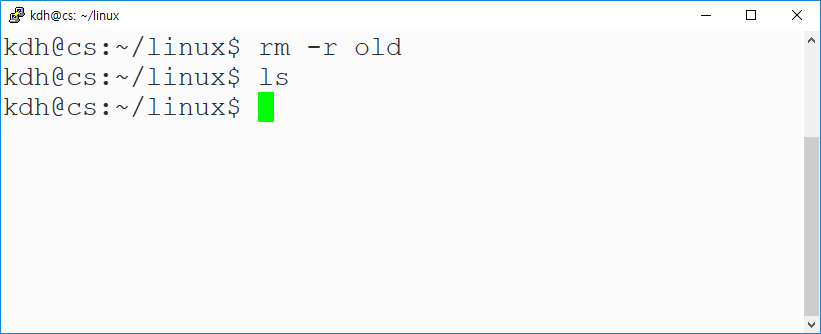 kdh@cs: ~/linux
kdh@cs:~/linux$ rm -r old
kdh@cs:~/linux$ ls
kdh@cs:~/linux$